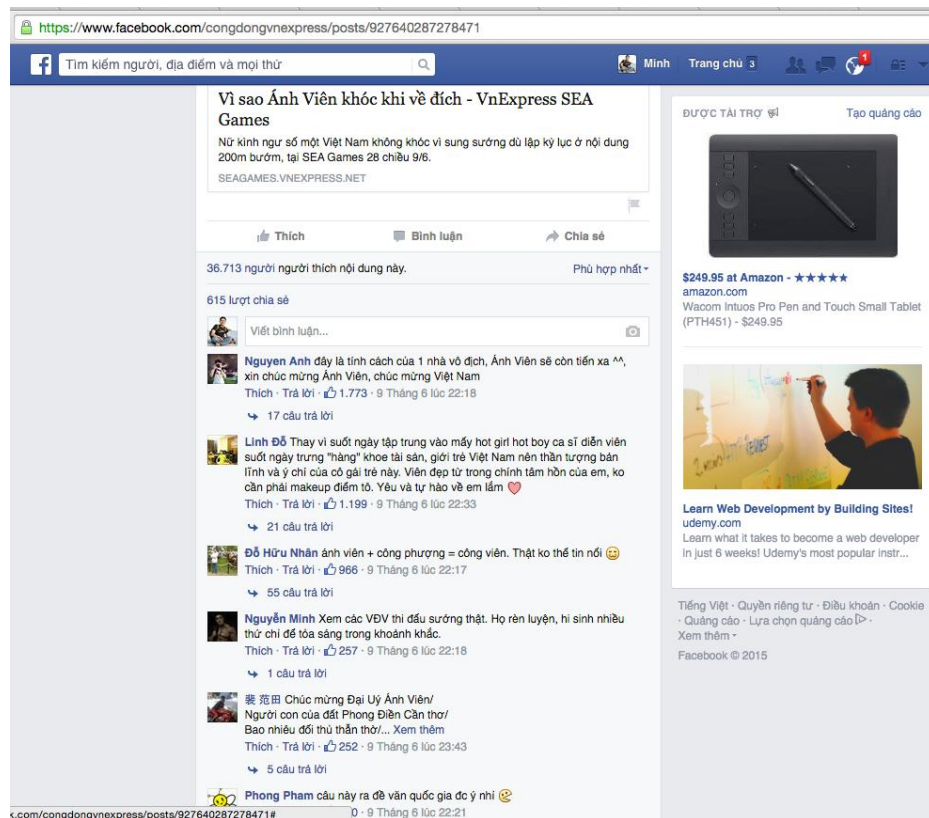 https://www.facebook.com/congdongvnexpress/posts/927640287278471
Tìm kiếm người, địa điểm và mọi thứ
Minh
Trang chủ 3
1
Vì sao Ánh Viên khóc khi về đích - VnExpress SEA
Games
Nữ kình ngư số một Việt Nam không khóc vì sung sướng dù lập kỷ lục ở nội dung
200m bướm, tại SEA Games 28 chiều 9/6.
SEAGAMES.VNEXPRESS.NET
Thích
Bình luận
Chia sẻ
36.713 người người thích nội dung này.
Phù hợp nhất
615 lượt chia sẻ
Viết bình luận...
Nguyen Anh đây là tính cách của 1 nhà vô địch, Ánh Viên sẽ còn tiến xa ^^,
xin chúc mừng Ánh Viên, chúc mừng Việt Nam
Thích · Trả lời · 1.773 · 9 Tháng 6 lúc 22:18
17 câu trả lời
Linh Đỗ Thay vì suốt ngày tập trung vào mấy hot girl hot boy ca sĩ diễn viên
suốt ngày trưng "hàng" khoe tài sản, giới trẻ Việt Nam nên thần tượng bản
lĩnh và ý chí của cô gái trẻ này. Viên đẹp từ trong chính tâm hồn của em, ko
cần phải makeup điểm tô. Yêu và tự hào về em lắm
Thích · Trả lời · 1.199 · 9 Tháng 6 lúc 22:33
21 câu trả lời
Đỗ Hữu Nhân ánh viên + công phượng = công viên. Thật ko thể tin nổi
Thích · Trả lời · 966 · 9 Tháng 6 lúc 22:17
55 câu trả lời
Nguyễn Minh Xem các VĐV thi đấu sướng thật. Họ rèn luyện, hi sinh nhiều
thứ chỉ để tỏa sáng trong khoảnh khắc.
Thích · Trả lời · 257 · 9 Tháng 6 lúc 22:18
1 câu trả lời
裴 范田 Chúc mừng Đại Uý Ánh Viên/
Người con của đất Phong Điền Cần thơ/
Bao nhiêu đối thủ thẫn thờ/... Xem thêm
Thích · Trả lời · 252 · 9 Tháng 6 lúc 23:43
5 câu trả lời
Phong Pham câu này ra đề văn quốc gia đc ý nhỉ
0 · 9 Tháng 6 lúc 22:21
k.com/congdongvnexpress/posts/927640287278471#
ĐƯỢC TÀI TRỢ
Tạo quảng cáo
$249.95 at Amazon - ★★★★★
amazon.com
Wacom Intuos Pro Pen and Touch Small Tablet
(PTH451) - $249.95
Learn Web Development by Building Sites!
udemy.com
Learn what it takes to become a web developer
in just 6 weeks! Udemy's most popular instr...
Tiếng Việt · Quyền riêng tư · Điều khoản · Cookie
· Quảng cáo · Lựa chọn quảng cáo ·
Xem thêm
Facebook © 2015